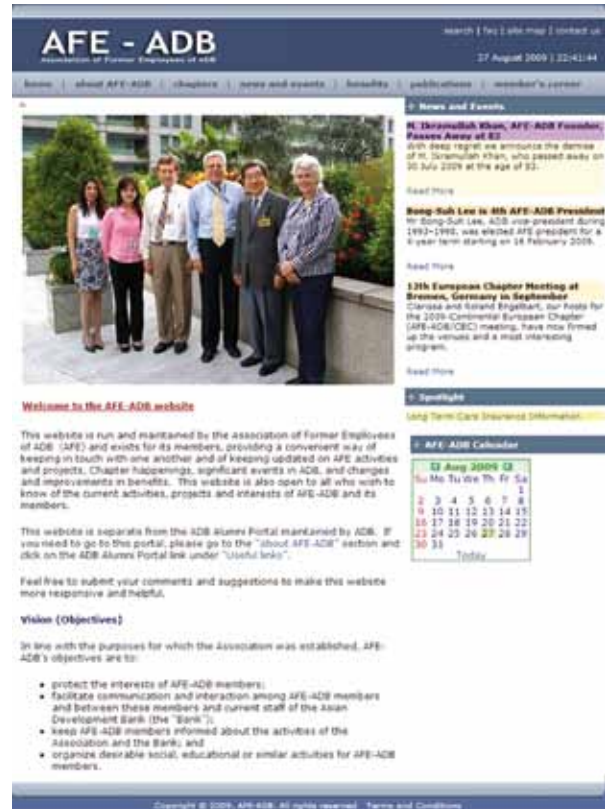 AFE - ADB
Association of Former Employees of ADB
search | faq | site map | contact us
27 August 2009 | 22:41:44
home | about AFE-ADB | chapters | news and events | benefits | publications | member's corner
News and Events
M. Ikramullah Khan, AFE-ADB Founder,
Passes Away at 82
With deep regret we announce the demise
of M. Ikramullah Khan, who passed away on
30 July 2009 at the age of 82.
Read More
Bong-Suh Lee is 4th AFE-ADB President
Mr Bong-Suh Lee, ADB vice-president during
1993-1998, was elected AFE president for a
4-year term starting on 16 February 2009.
Read More
12th European Chapter Meeting at
Bremen, Germany in September
Clarissa and Roland Engelbart, our hosts for
the 2009 Continental European Chapter
(AFE-ADB/CEC) meeting, have now firmed
up the venues and a most interesting
program.
Read More
Spotlight
Long Term Care Insurance Information
AFE-ADB Calendar
Aug 2009
Su Mo Tu We Th Fr Sa
1
2 3 4 5 6 7 8
9 10 11 12 13 14 15
16 17 18 19 20 21 22
23 24 25 26 27 28 29
30 31
Today
Welcome to the AFE-ADB website
This website is run and maintained by the Association of Former Employees
of ADB (AFE) and exists for its members, providing a convenient way of
keeping in touch with one another and of keeping updated on AFE activities
and projects, Chapter happenings, significant events in ADB, and changes
and improvements in benefits. This website is also open to all who wish to
know of the current activities, projects and interests of AFE-ADB and its
members.
This website is separate from the ADB Alumni Portal maintained by ADB. If
you need to go to this portal, please go to the "about AFE-ADB" section and
click on the ADB Alumni Portal link under "Useful links".
Feel free to submit your comments and suggestions to make this website
more responsive and helpful.
Vision (Objectives)
In line with the purposes for which the Association was established, AFE-
ADB's objectives are to:
• protect the interests of AFE-ADB members;
• facilitate communication and interaction among AFE-ADB members
and between these members and current staff of the Asian
Development Bank (the "Bank");
• keep AFE-ADB members informed about the activities of the
Association and the Bank; and
• organize desirable social, educational or similar activities for AFE-ADB
members.
Copyright © 2009. AFE-ADB. All rights reserved Terms and Conditions